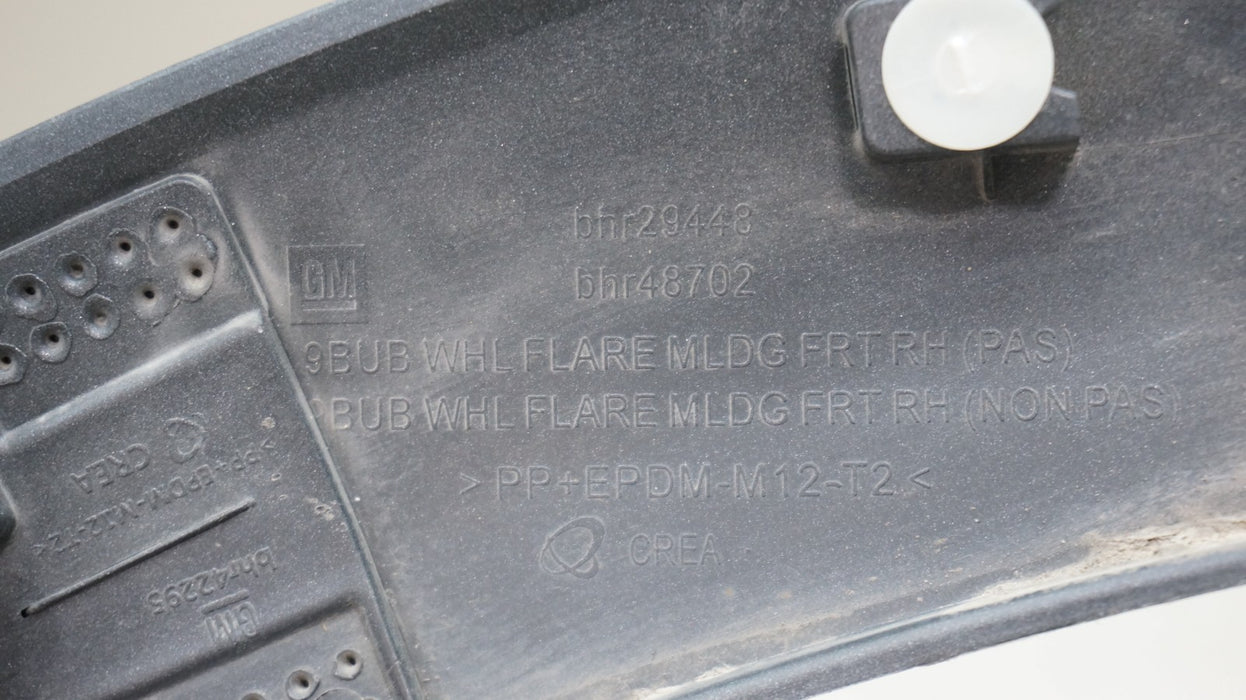 bhr29448
GM
bhr48702
9BUB WHL FLARE MLDG FRT RH (PAS)
9BUB WHL FLARE MLDG FRT RH (NON PAS)
>PP+EPDM-M12-T2<
CREA
>PP+EPDM-M12-T2<
CREA
bhr42295
GM